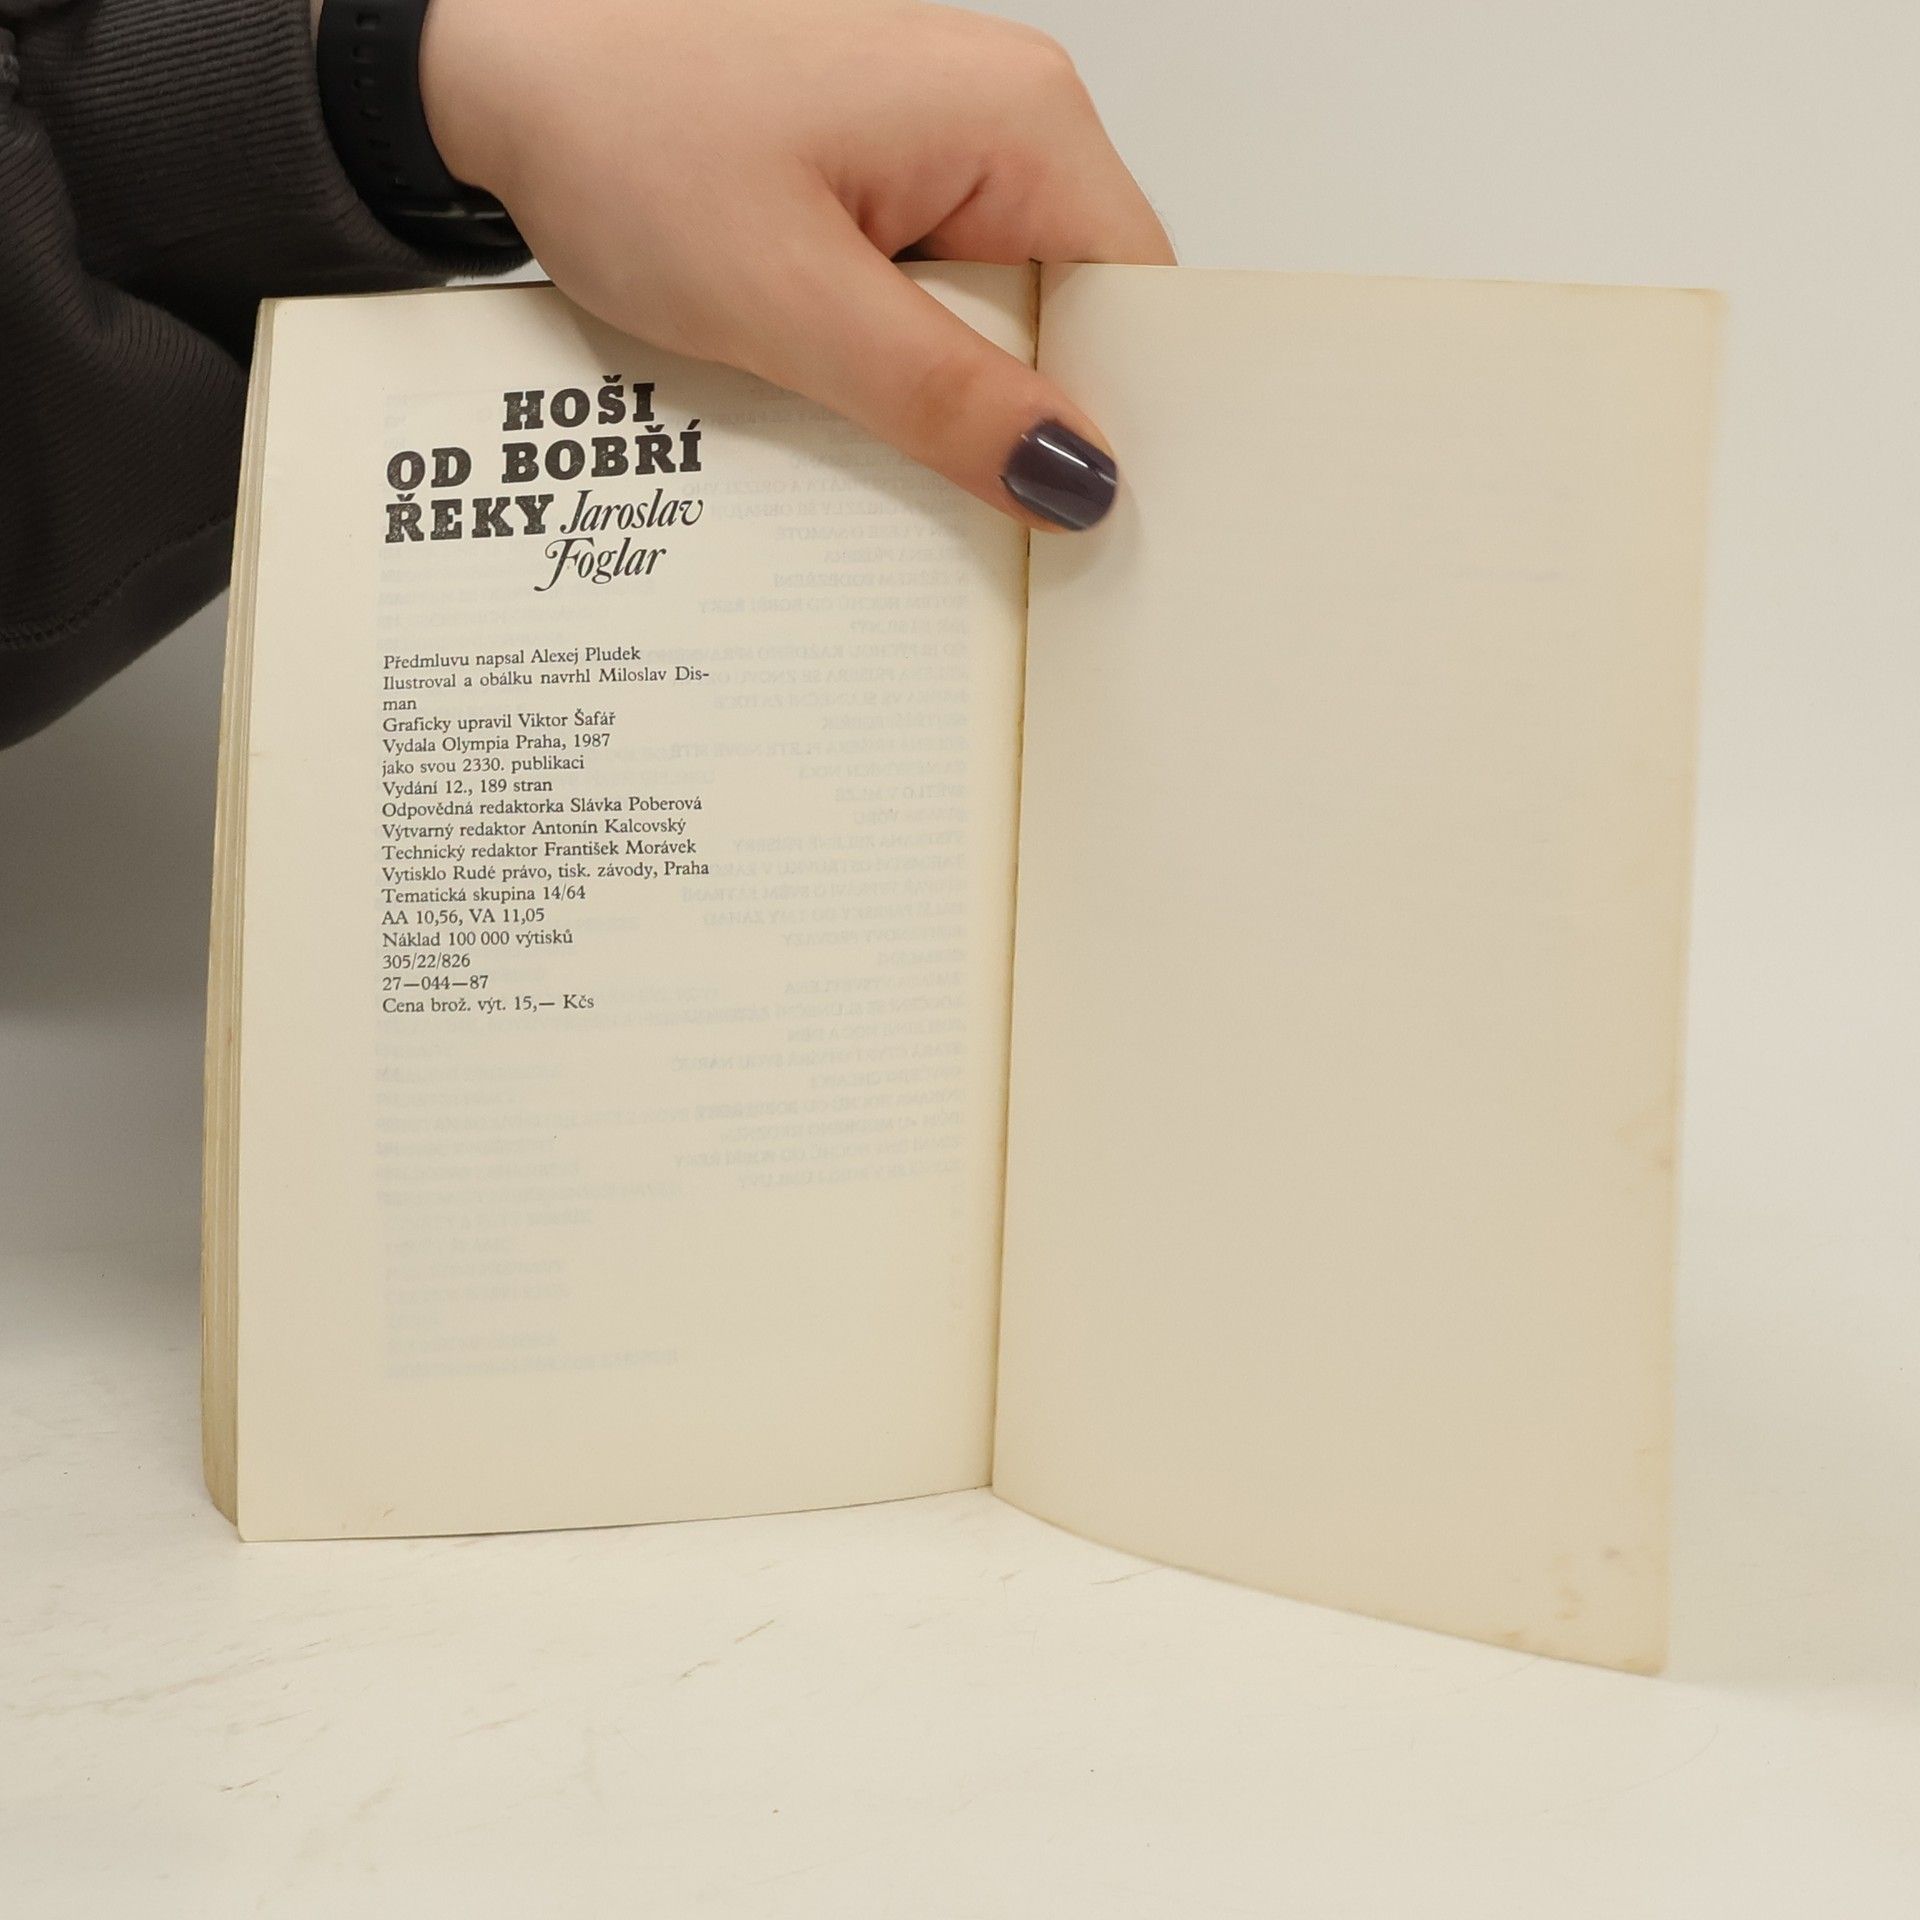 HOŠI
OD BOBŘÍ
ŘEKY Jaroslav
Foglar
Předmluvu napsal Alexej Pludek
Ilustroval a obálku navrhl Miloslav Dis-
man
Graficky upravil Viktor Šafář
Vydala Olympia Praha, 1987
jako svou 2330. publikaci
Vydání 12., 189 stran
Odpovědná redaktorka Slávka Poberová
Výtvarný redaktor Antonín Kalcovský
Technický redaktor František Morávek
Vytisklo Rudé právo, tisk. závody, Praha
Tematická skupina 14/64
AA 10,56, VA 11,05
Náklad 100 000 výtisků
305/22/826
27—044—87
Cena brož. výt. 15,— Kčs